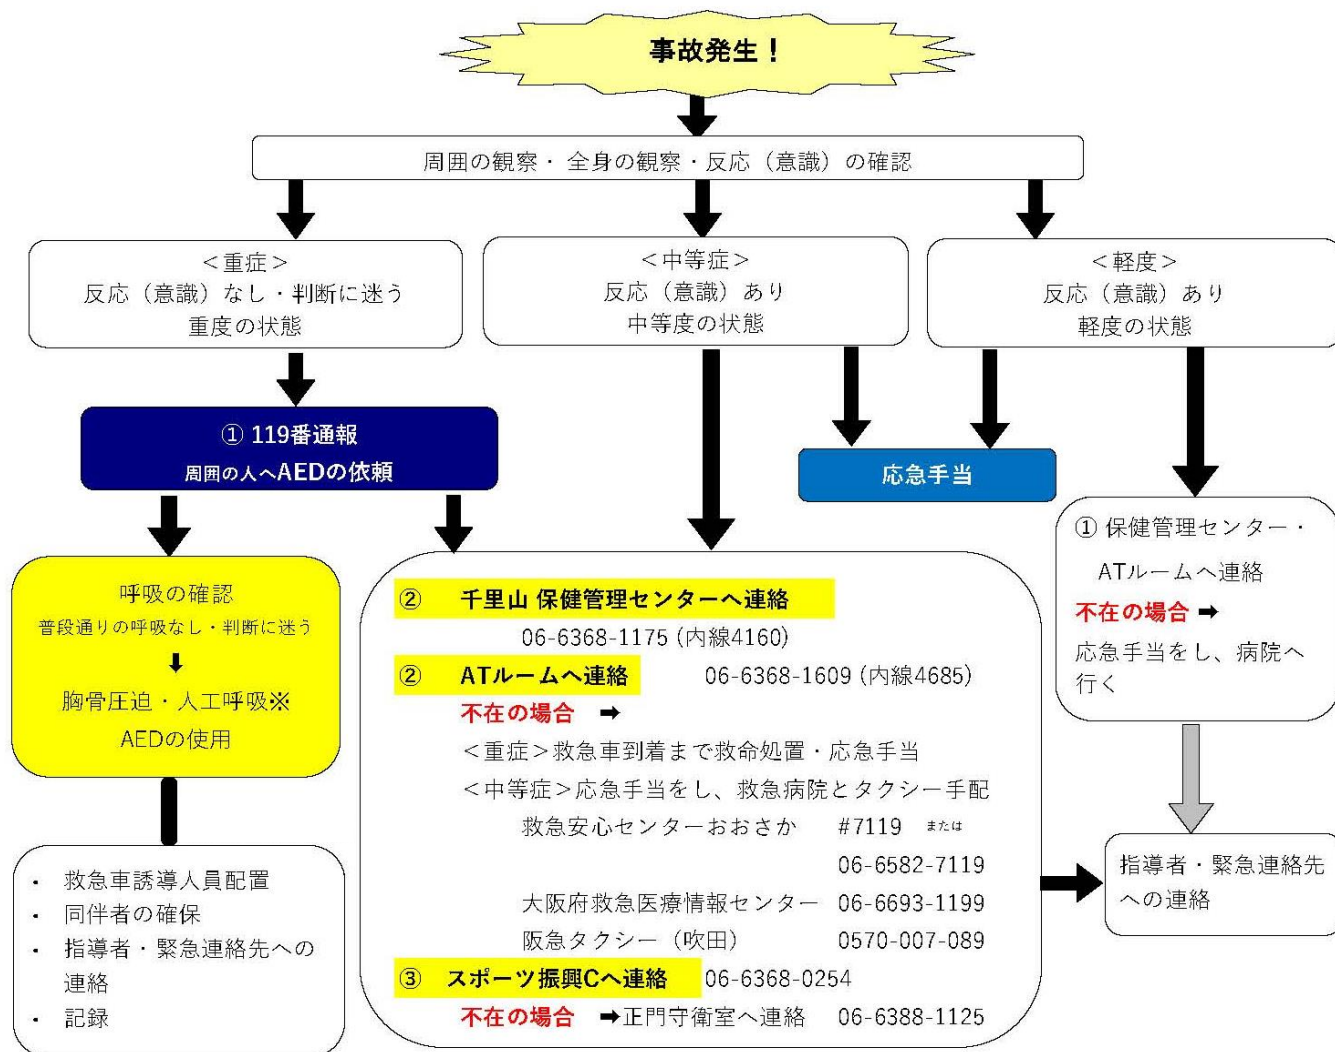 事故発生！
周囲の観察・ 全身の観察・反応（意識）の確認
＜重症＞
反応（意識）なし・判断に迷う
重度の状態
＜中等症＞
反応（意識）あり
中等度の状態
＜軽度＞
反応（意識）あり
軽度の状態
① 119番通報
周囲の人へAEDの依頼
応急手当
呼吸の確認
普段通りの呼吸なし・判断に迷う
⬇
胸骨圧迫・人工呼吸※
AEDの使用
・ 救急車誘導人員配置
・ 同伴者の確保
・ 指導者・緊急連絡先への
連絡
・ 記録
② 千里山 保健管理センターへ連絡
06-6368-1175 (内線4160)
② ATルームへ連絡 06-6368-1609 (内線4685)
不在の場合 ➡
＜重症＞救急車到着まで救命処置・応急手当
＜中等症＞応急手当をし、救急病院とタクシー手配
救急安心センターおおさか #7119 または
06-6582-7119
大阪府救急医療情報センター 06-6693-1199
阪急タクシー（吹田） 0570-007-089
③ スポーツ振興Cへ連絡 06-6368-0254
不在の場合 ➡正門守衛室へ連絡 06-6388-1125
① 保健管理センター・
ATルームへ連絡
不在の場合 ➡
応急手当をし、病院へ
行く
指導者・緊急連絡先
への連絡